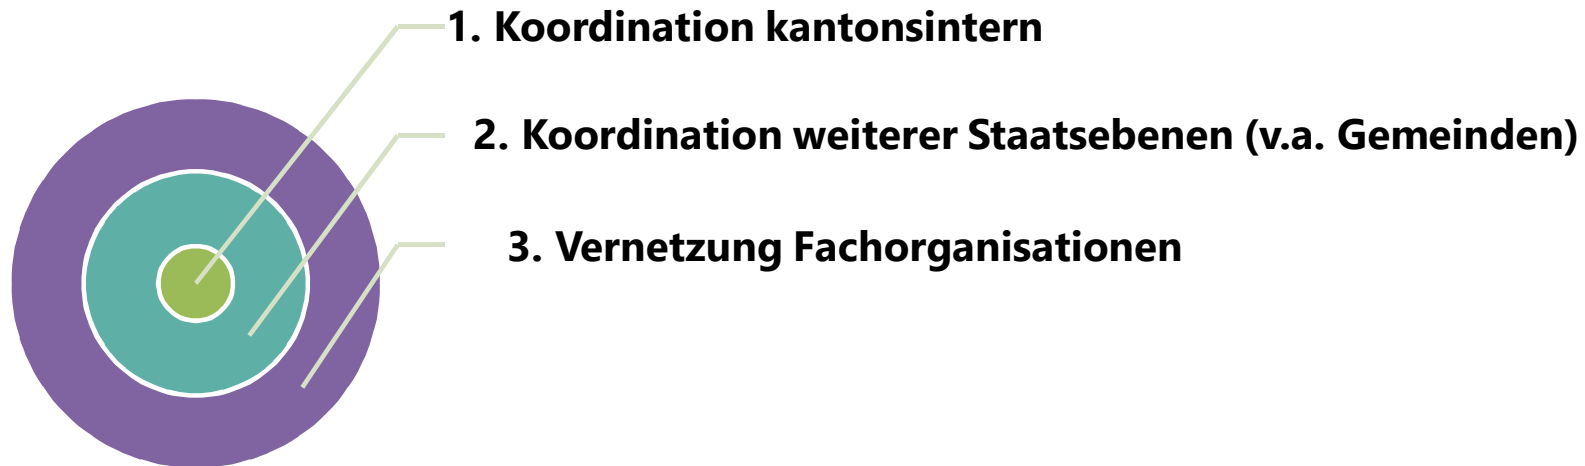 1. Koordination kantonsintern
2. Koordination weiterer Staatsebenen (v.a. Gemeinden)
3. Vernetzung Fachorganisationen